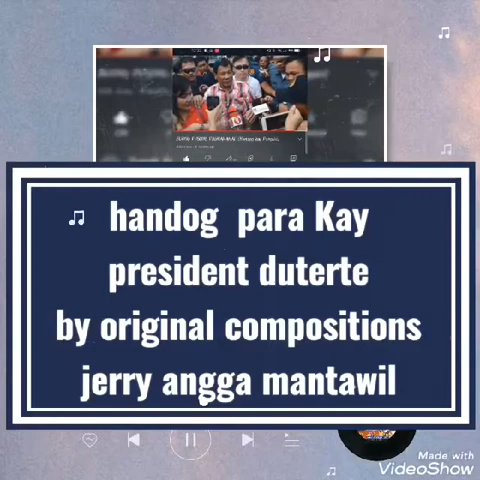 handog para Kay
president duterte
by original compositions
jerry angga mantawil
Made with
VideoShow